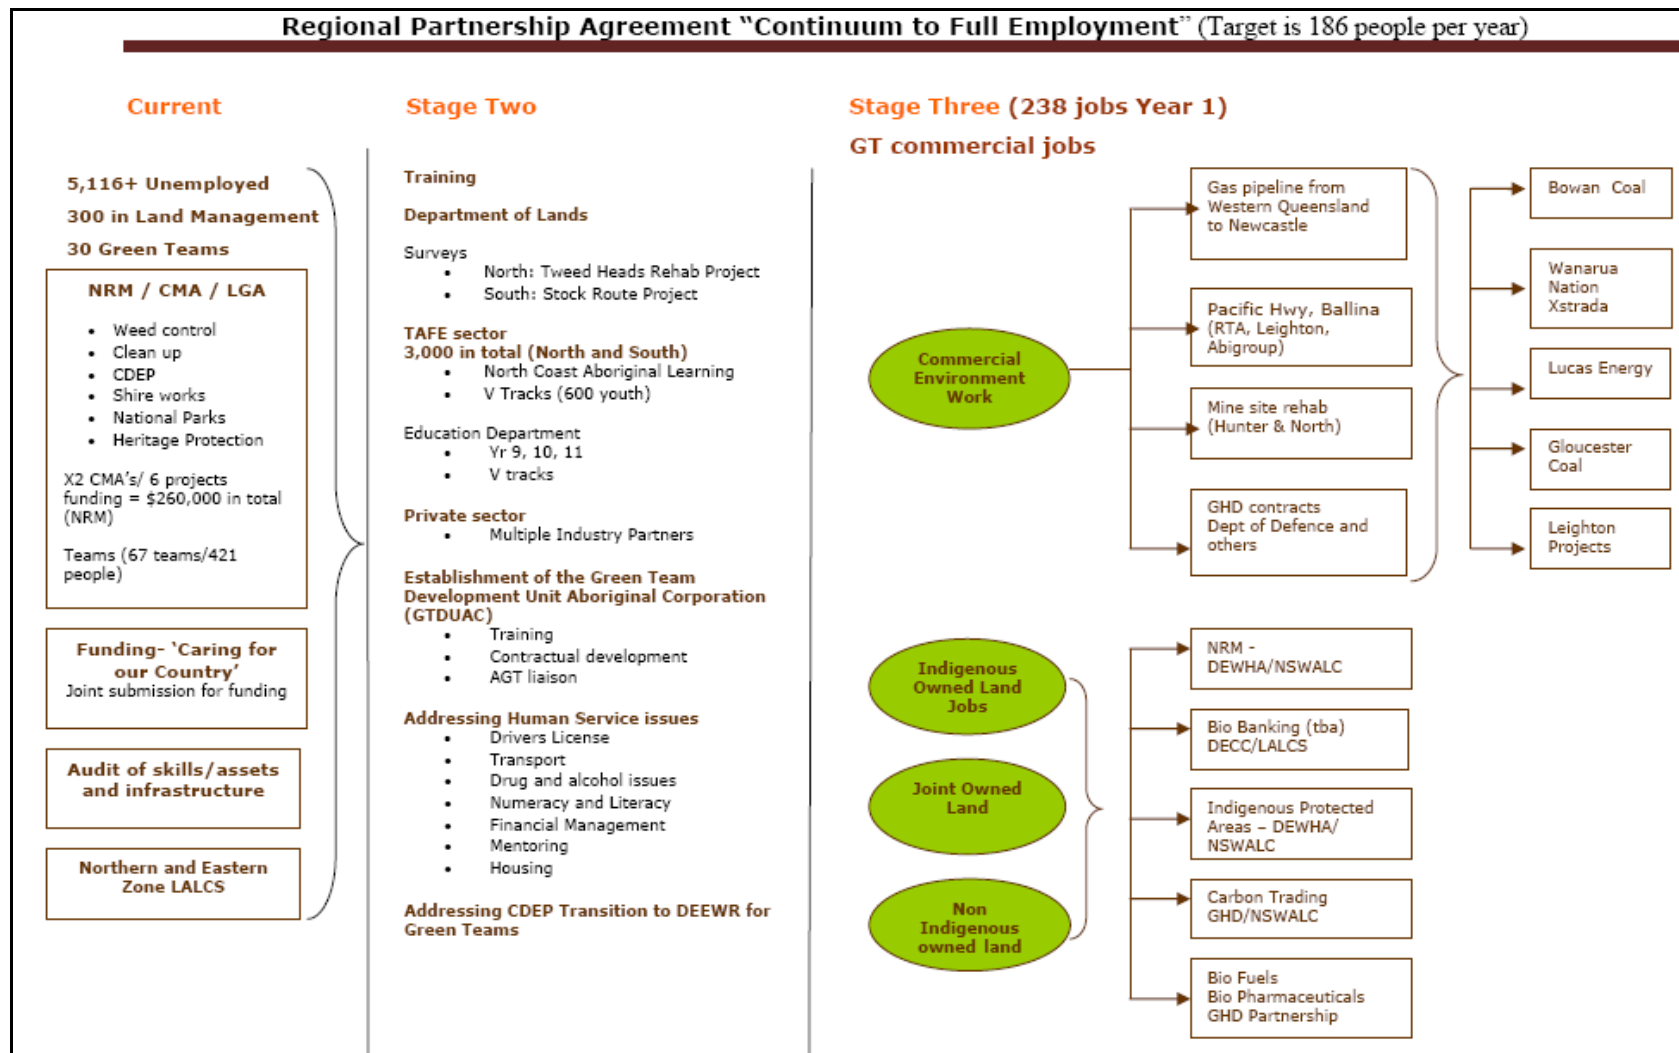 Regional Partnership Agreement “Continuum to Full Employment” (Target is 186 people per year)
Current
5,116+ Unemployed
300 in Land Management
30 Green Teams
NRM / CMA / LGA
• Weed control
• Clean up
• CDEP
• Shire works
• National Parks
• Heritage Protection
X2 CMA’s/ 6 projects
funding = $260,000 in total
(NRM)
Teams (67 teams/421
people)
Funding- ‘Caring for
our Country’
Joint submission for funding
Audit of skills/assets
and infrastructure
Northern and Eastern
Zone LALCS
Stage Two
Training
Department of Lands
Surveys
• North: Tweed Heads Rehab Project
• South: Stock Route Project
TAFE sector
3,000 in total (North and South)
• North Coast Aboriginal Learning
• V Tracks (600 youth)
Education Department
• Yr 9, 10, 11
• V tracks
Private sector
• Multiple Industry Partners
Establishment of the Green Team
Development Unit Aboriginal Corporation
(GTDUAC)
• Training
• Contractual development
• AGT liaison
Addressing Human Service issues
• Drivers License
• Transport
• Drug and alcohol issues
• Numeracy and Literacy
• Financial Management
• Mentoring
• Housing
Addressing CDEP Transition to DEEWR for
Green Teams
Stage Three (238 jobs Year 1)
GT commercial jobs
Commercial
Environment
Work
Gas pipeline from
Western Queensland
to Newcastle
Pacific Hwy, Ballina
(RTA, Leighton,
Abigroup)
Mine site rehab
(Hunter & North)
GHD contracts
Dept of Defence and
others
Bowan Coal
Wanarua
Nation
Xstrada
Lucas Energy
Gloucester
Coal
Leighton
Projects
Indigenous
Owned Land
Jobs
Joint Owned
Land
Non
Indigenous
owned land
NRM -
DEWHA/NSWALC
Bio Banking (tba)
DECC/LALCS
Indigenous Protected
Areas – DEWHA/
NSWALC
Carbon Trading
GHD/NSWALC
Bio Fuels
Bio Pharmaceuticals
GHD Partnership